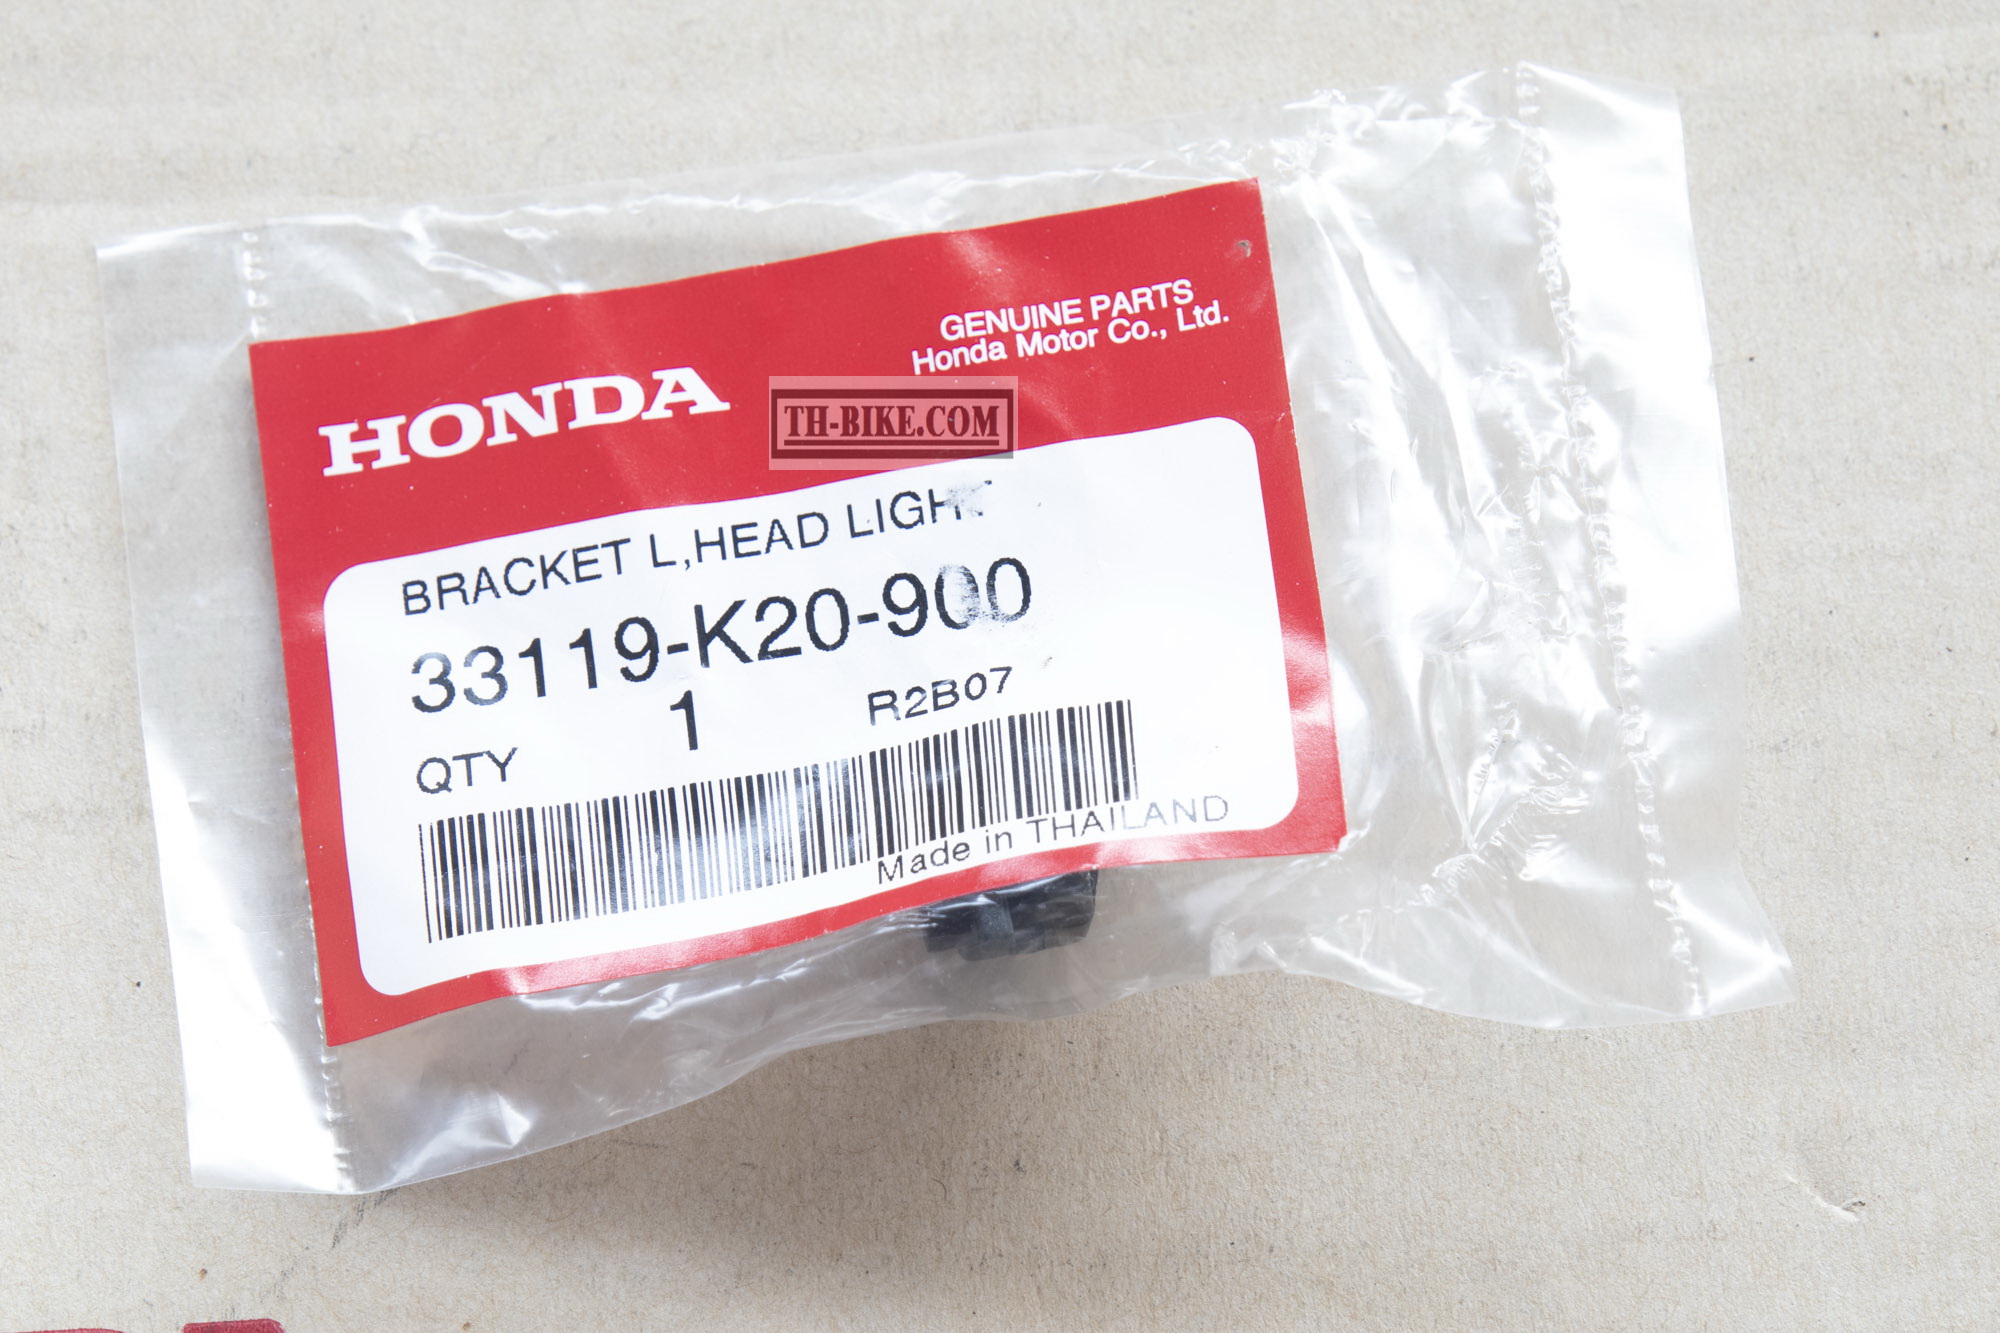 HONDA
GENUINE PARTS
Honda Motor Co., Ltd.
TH-BIKE.COM
BRACKET L,HEAD LIGHT
33119-K20-900
QTY 1 R2B07
Made in THAILAND